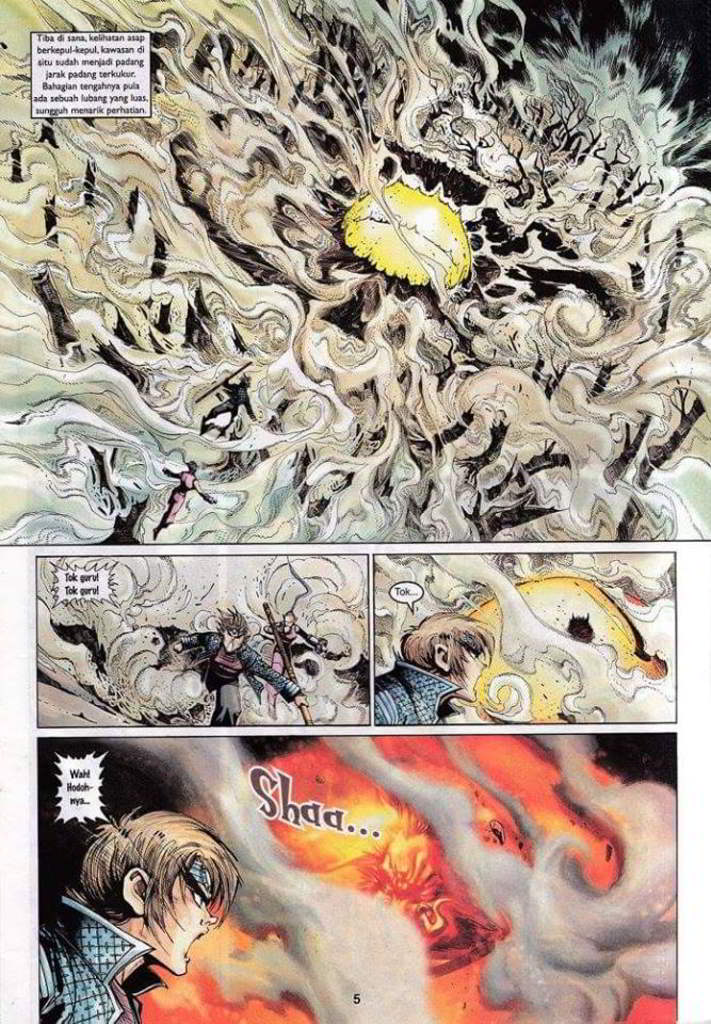 Tiba di sana, kelihatan asap
berkepul-kepul, kawasan di
situ sudah menjadi padang
jarak padang terkukur.
Bahagian tengahnya pula
ada sebuah lubang yang luas,
sungguh menarik perhatian.
Tok guru!
Tok guru!
Tok...
Wah!
Hodoh-
nya...
Shaa...
5